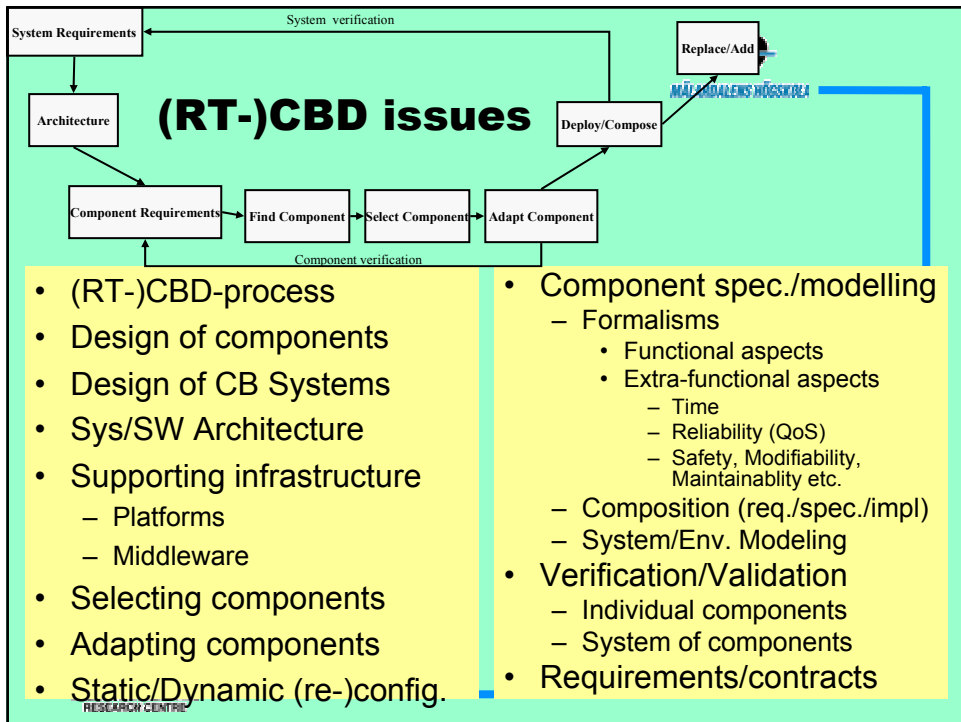 System verification
System Requirements
Replace/Add
MÄLARDALENS HÖGSKOLA
Architecture
(RT-)CBD issues
Deploy/Compose
Component Requirements
Find Component
Select Component
Adapt Component
Component verification
• (RT-)CBD-process
• Design of components
• Design of CB Systems
• Sys/SW Architecture
• Supporting infrastructure
– Platforms
– Middleware
• Selecting components
• Adapting components
• Static/Dynamic (re-)config.
• Component spec./modelling
– Formalisms
• Functional aspects
• Extra-functional aspects
– Time
– Reliability (QoS)
– Safety, Modifiability,
Maintainablity etc.
– Composition (req./spec./impl)
– System/Env. Modeling
• Verification/Validation
– Individual components
– System of components
• Requirements/contracts
RESEARCH CENTRE